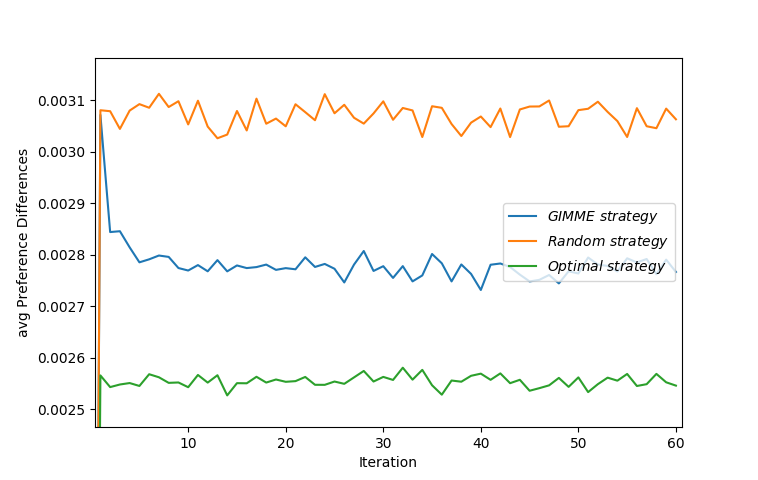 0.0031
0.0030
0.0029
0.0028
0.0027
0.0026
0.0025
avg Preference Differences
GIMME strategy
Random strategy
Optimal strategy
10 20 30 40 50 60
Iteration